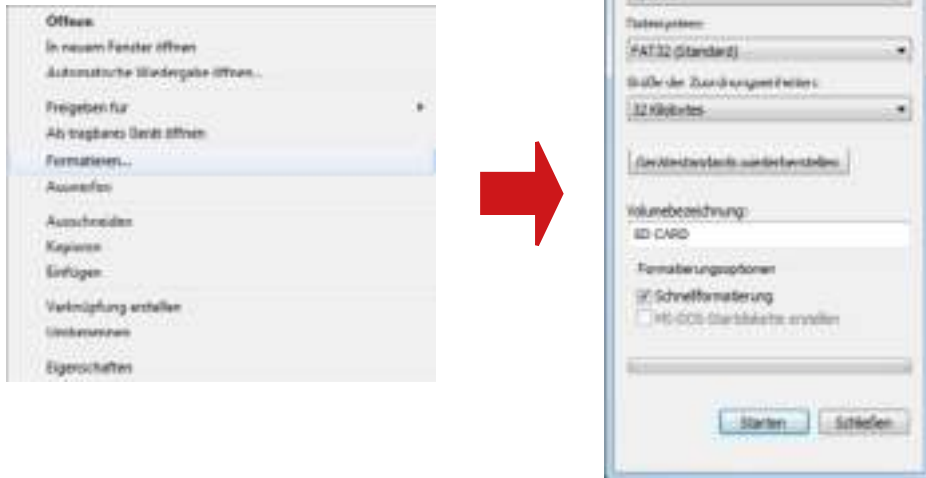 Öffnen
In neuem Fenster öffnen
Automatische Wiedergabe öffnen...
Freigeben für
Als tragbares Gerät öffnen
Formatieren...
Auswerfen
Ausschneiden
Kopieren
Einfügen
Verknüpfung erstellen
Umbenennen
Eigenschaften
Dateisystem:
FAT32 (Standard)
Größe der Zuordnungseinheiten:
32 Kilobytes
Gerätestandards wiederherstellen
Volumebezeichnung:
SD CARD
Formatierungsoptionen
Schnellformatierung
MS-DOS-Startdiskette erstellen
Starten
Schließen